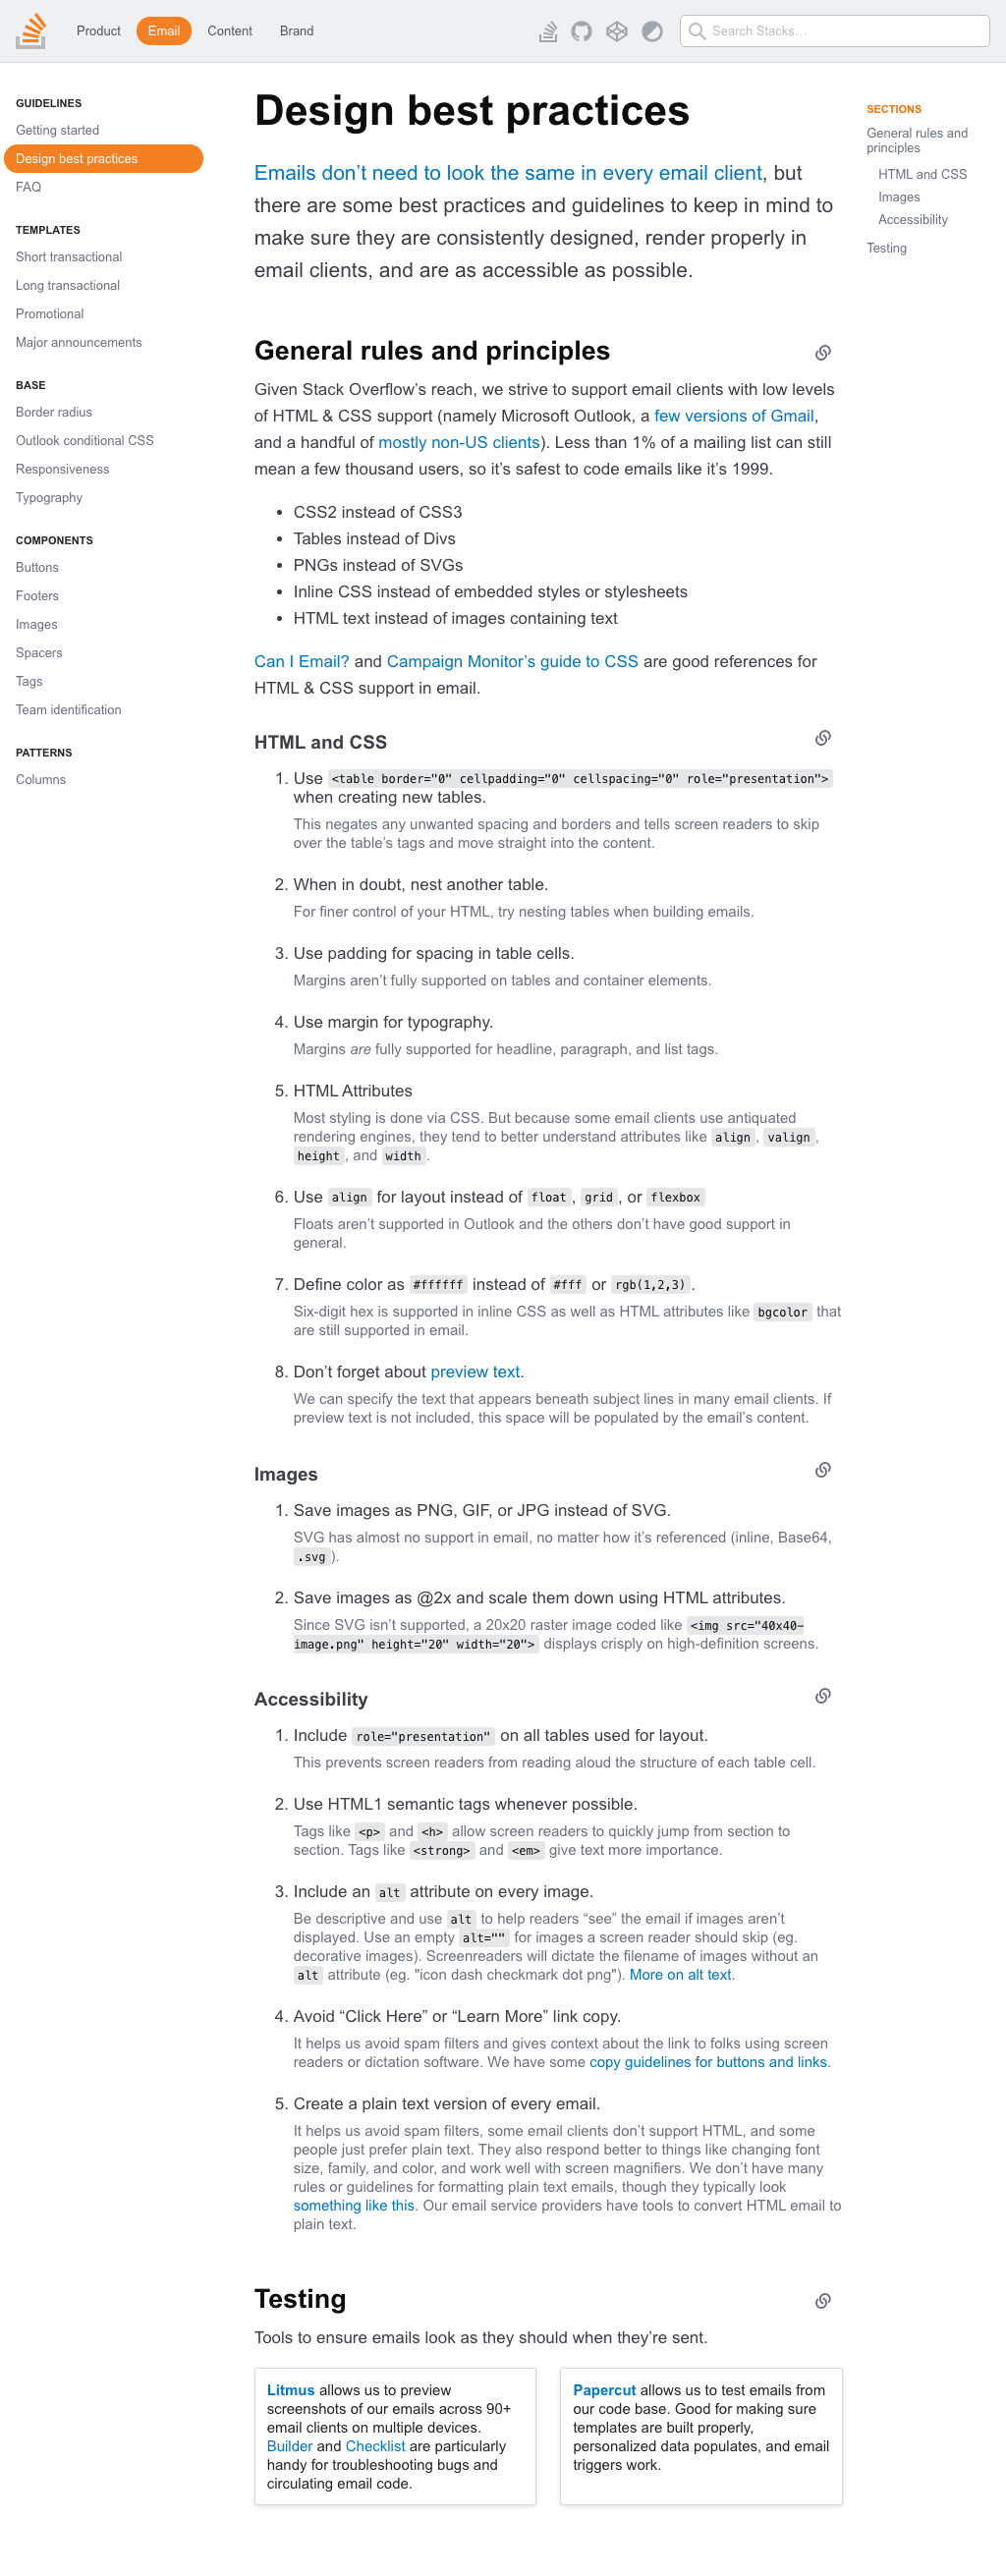 Product Email Content Brand Search Stacks…
GUIDELINES
Getting started
Design best practices
FAQ
TEMPLATES
Short transactional
Long transactional
Promotional
Major announcements
BASE
Border radius
Outlook conditional CSS
Responsiveness
Typography
COMPONENTS
Buttons
Footers
Images
Spacers
Tags
Team identification
PATTERNS
Columns
Design best practices
Emails don’t need to look the same in every email client, but
there are some best practices and guidelines to keep in mind to
make sure they are consistently designed, render properly in
email clients, and are as accessible as possible.
General rules and principles
Given Stack Overflow’s reach, we strive to support email clients with low levels
of HTML & CSS support (namely Microsoft Outlook, a few versions of Gmail,
and a handful of mostly non-US clients). Less than 1% of a mailing list can still
mean a few thousand users, so it’s safest to code emails like it’s 1999.
• CSS2 instead of CSS3
• Tables instead of Divs
• PNGs instead of SVGs
• Inline CSS instead of embedded styles or stylesheets
• HTML text instead of images containing text
Can I Email? and Campaign Monitor’s guide to CSS are good references for
HTML & CSS support in email.
HTML and CSS
1. Use <table border="0" cellpadding="0" cellspacing="0" role="presentation">
when creating new tables.
This negates any unwanted spacing and borders and tells screen readers to skip
over the table’s tags and move straight into the content.
2. When in doubt, nest another table.
For finer control of your HTML, try nesting tables when building emails.
3. Use padding for spacing in table cells.
Margins aren’t fully supported on tables and container elements.
4. Use margin for typography.
Margins are fully supported for headline, paragraph, and list tags.
5. HTML Attributes
Most styling is done via CSS. But because some email clients use antiquated
rendering engines, they tend to better understand attributes like align, valign,
height, and width.
6. Use align for layout instead of float, grid, or flexbox
Floats aren’t supported in Outlook and the others don’t have good support in
general.
7. Define color as #ffffff instead of #fff or rgb(1,2,3).
Six-digit hex is supported in inline CSS as well as HTML attributes like bgcolor that
are still supported in email.
8. Don’t forget about preview text.
We can specify the text that appears beneath subject lines in many email clients. If
preview text is not included, this space will be populated by the email’s content.
Images
1. Save images as PNG, GIF, or JPG instead of SVG.
SVG has almost no support in email, no matter how it’s referenced (inline, Base64,
.svg).
2. Save images as @2x and scale them down using HTML attributes.
Since SVG isn’t supported, a 20x20 raster image coded like <img src="40x40-
image.png" height="20" width="20"> displays crisply on high-definition screens.
Accessibility
1. Include role="presentation" on all tables used for layout.
This prevents screen readers from reading aloud the structure of each table cell.
2. Use HTML1 semantic tags whenever possible.
Tags like <p> and <h> allow screen readers to quickly jump from section to
section. Tags like <strong> and <em> give text more importance.
3. Include an alt attribute on every image.
Be descriptive and use alt to help readers “see” the email if images aren’t
displayed. Use an empty alt="" for images a screen reader should skip (eg.
decorative images). Screenreaders will dictate the filename of images without an
alt attribute (eg. "icon dash checkmark dot png"). More on alt text.
4. Avoid “Click Here” or “Learn More” link copy.
It helps us avoid spam filters and gives context about the link to folks using screen
readers or dictation software. We have some copy guidelines for buttons and links.
5. Create a plain text version of every email.
It helps us avoid spam filters, some email clients don’t support HTML, and some
people just prefer plain text. They also respond better to things like changing font
size, family, and color, and work well with screen magnifiers. We don’t have many
rules or guidelines for formatting plain text emails, though they typically look
something like this. Our email service providers have tools to convert HTML email to
plain text.
Testing
Tools to ensure emails look as they should when they’re sent.
Litmus allows us to preview
screenshots of our emails across 90+
email clients on multiple devices.
Builder and Checklist are particularly
handy for troubleshooting bugs and
circulating email code.
Papercut allows us to test emails from
our code base. Good for making sure
templates are built properly,
personalized data populates, and email
triggers work.
SECTIONS
General rules and
principles
HTML and CSS
Images
Accessibility
Testing